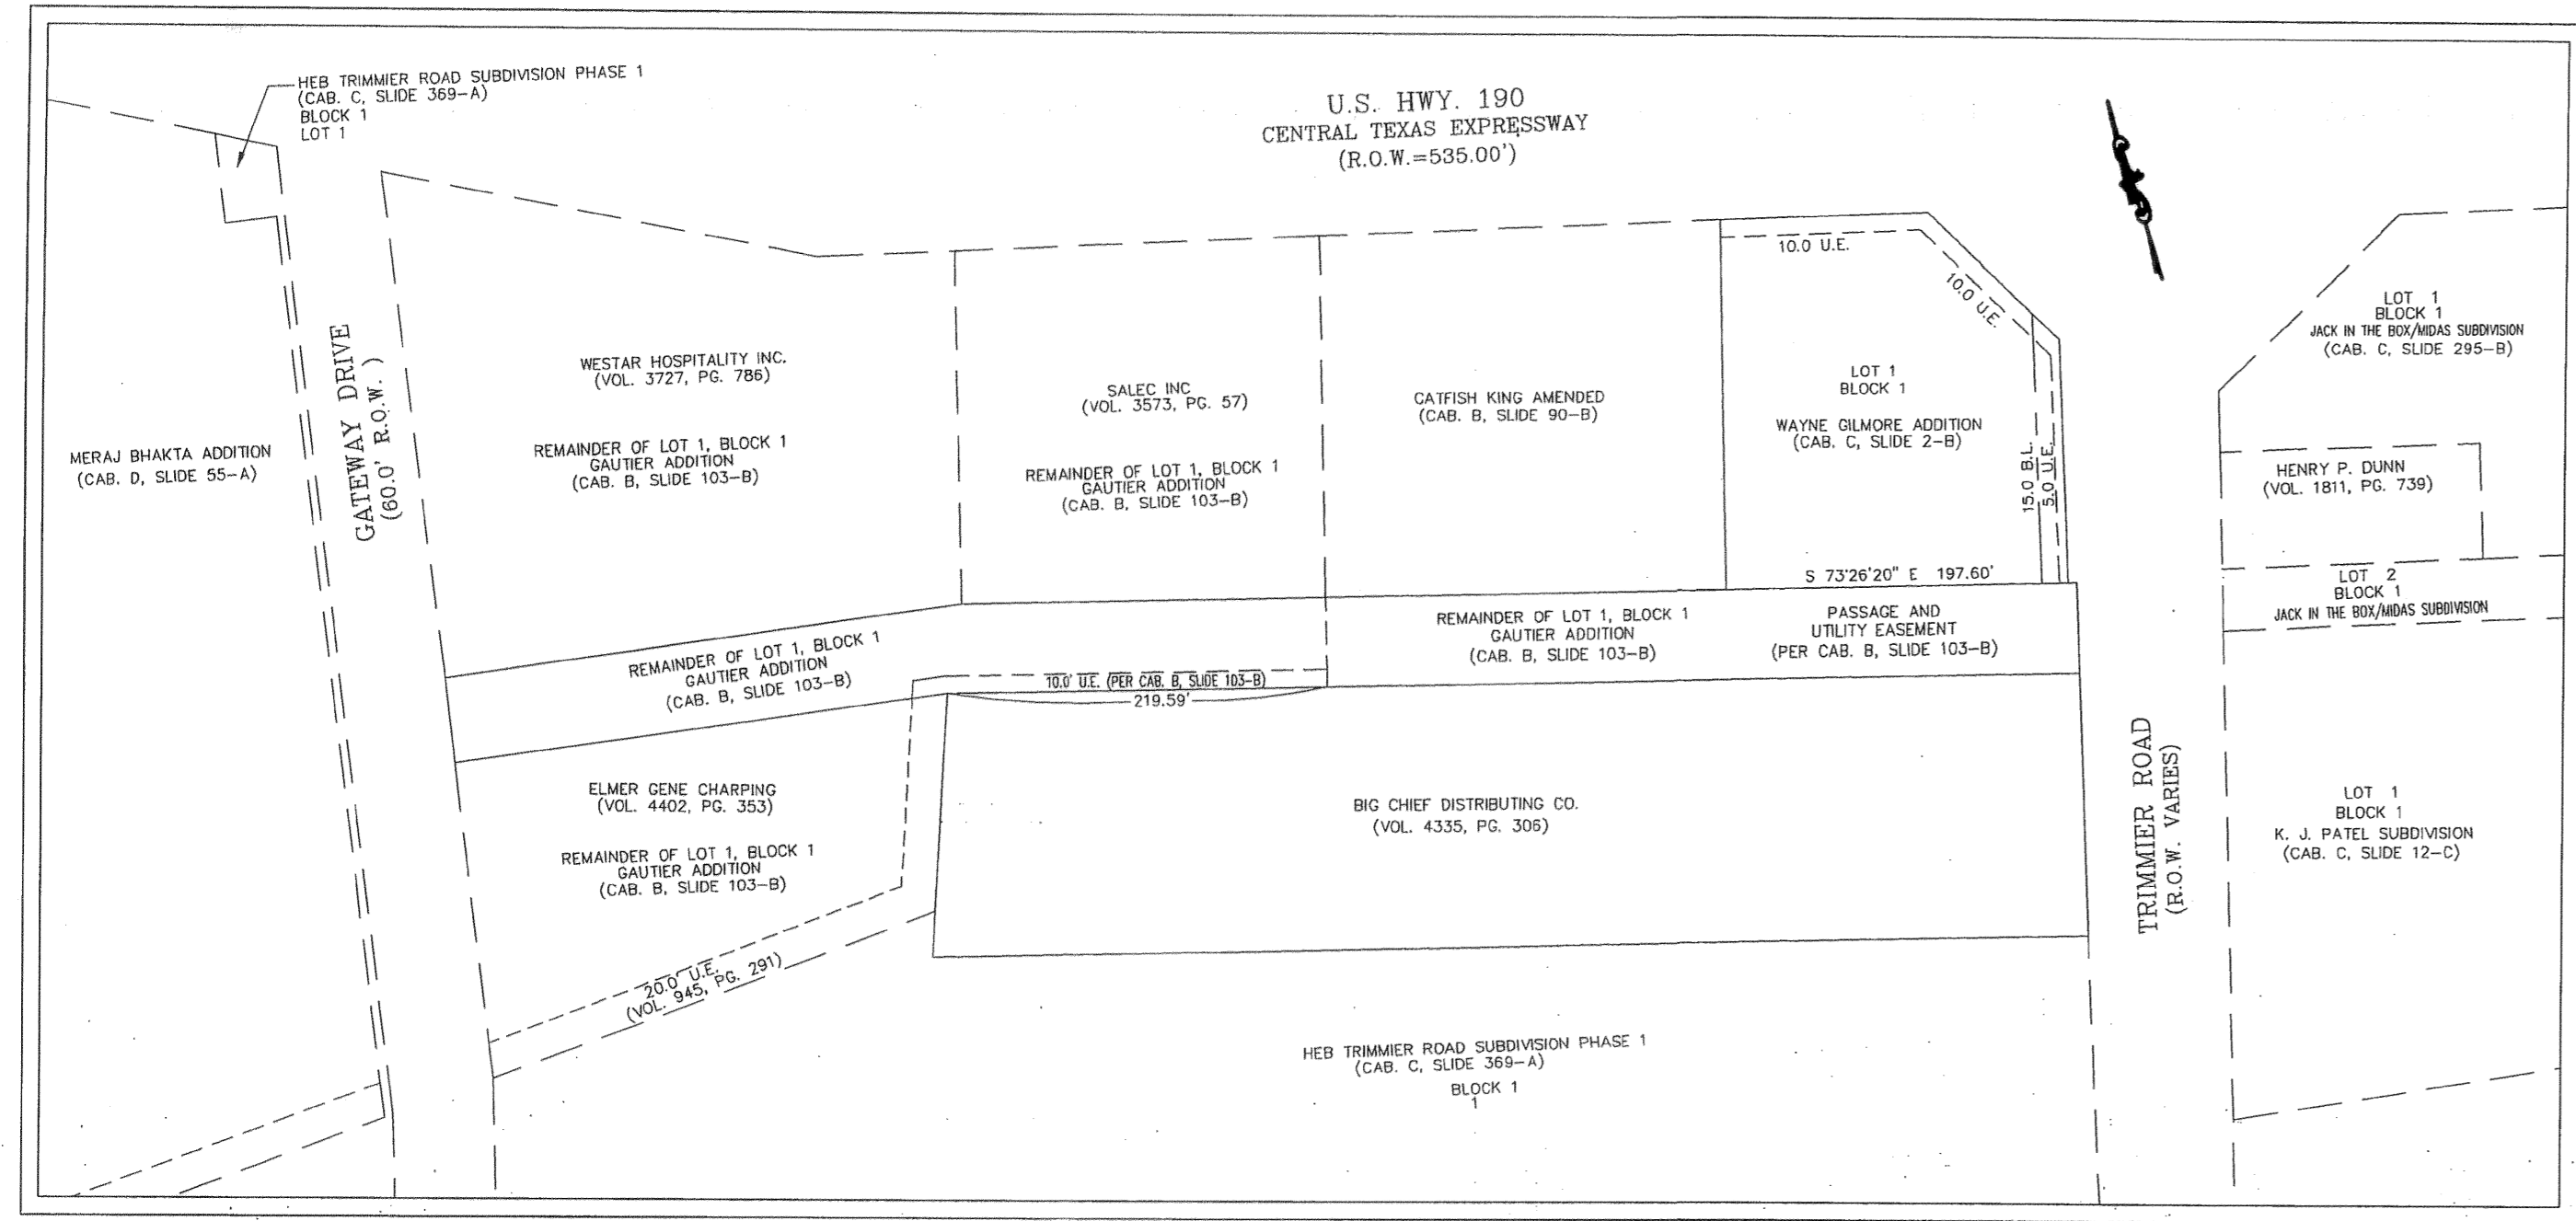 HEB TRIMMIER ROAD SUBDIVISION PHASE 1
(CAB. C, SLIDE 369-A)
BLOCK 1
LOT 1
U.S. HWY. 190
CENTRAL TEXAS EXPRESSWAY
(R.O.W.=535.00')
MERAJ BHAKTA ADDITION
(CAB. D, SLIDE 55-A)
GATEWAY DRIVE
(60.0' R.O.W. )
WESTAR HOSPITALITY INC.
(VOL. 3727, PG. 786)
REMAINDER OF LOT 1, BLOCK 1
GAUTIER ADDITION
(CAB. B, SLIDE 103-B)
SALEC INC
(VOL. 3573, PG. 57)
REMAINDER OF LOT 1, BLOCK 1
GAUTIER ADDITION
(CAB. B, SLIDE 103-B)
CATFISH KING AMENDED
(CAB. B, SLIDE 90-B)
10.0 U.E.
10.0 U.E.
LOT 1
BLOCK 1
WAYNE GILMORE ADDITION
(CAB. C, SLIDE 2-B)
15.0 B.L.
5.0 U.E.
S 73°26'20" E 197.60'
LOT 1
BLOCK 1
JACK IN THE BOX/MIDAS SUBDIVISION
(CAB. C, SLIDE 295-B)
HENRY P. DUNN
(VOL. 1811, PG. 739)
LOT 2
BLOCK 1
JACK IN THE BOX/MIDAS SUBDIVISION
REMAINDER OF LOT 1, BLOCK 1
GAUTIER ADDITION
(CAB. B, SLIDE 103-B)
REMAINDER OF LOT 1, BLOCK 1
GAUTIER ADDITION
(CAB. B, SLIDE 103-B)
PASSAGE AND
UTILITY EASEMENT
(PER CAB. B, SLIDE 103-B)
10.0' U.E. (PER CAB. B, SLIDE 103-B)
219.59'
ELMER GENE CHARPING
(VOL. 4402, PG. 353)
REMAINDER OF LOT 1, BLOCK 1
GAUTIER ADDITION
(CAB. B, SLIDE 103-B)
BIG CHIEF DISTRIBUTING CO.
(VOL. 4335, PG. 306)
TRIMMIER ROAD
(R.O.W. VARIES)
LOT 1
BLOCK 1
K. J. PATEL SUBDIVISION
(CAB. C, SLIDE 12-C)
20.0' U.E.
(VOL. 945, PG. 291)
HEB TRIMMIER ROAD SUBDIVISION PHASE 1
(CAB. C, SLIDE 369-A)
BLOCK 1
1